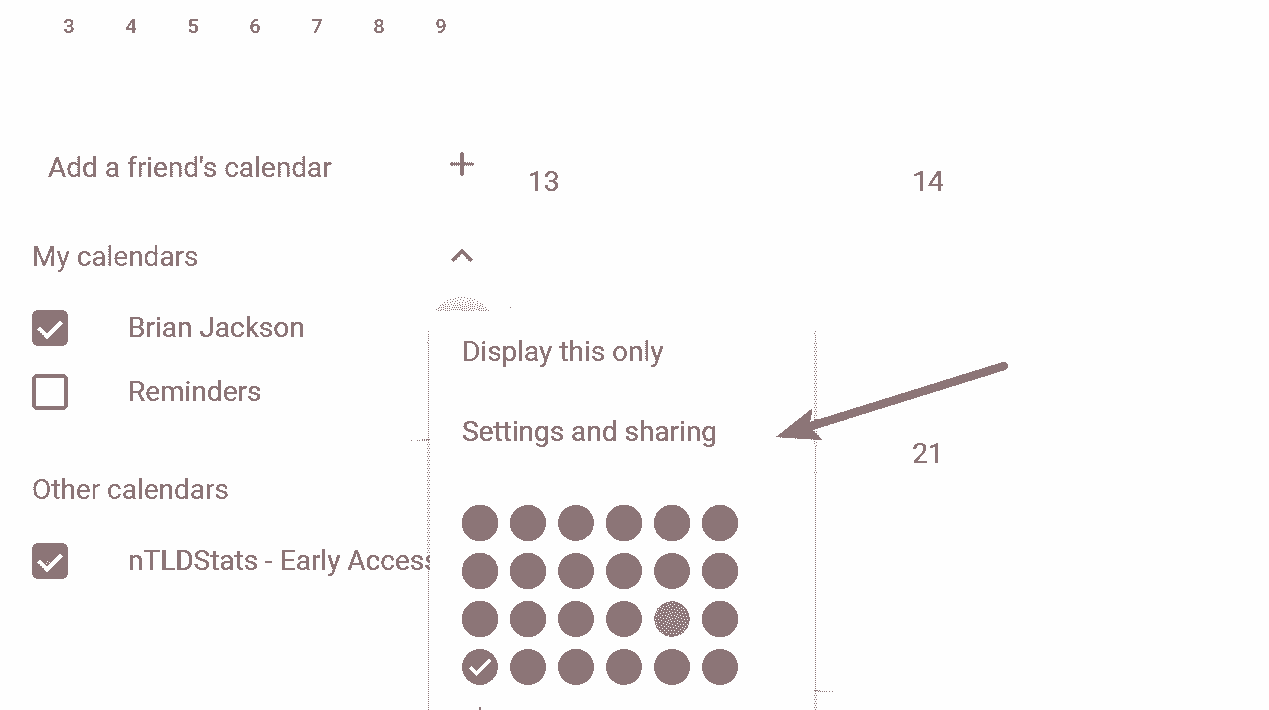 3 4 5 6 7 8 9
Add a friend's calendar +
13 14
My calendars
Brian Jackson
Display this only
Reminders
Settings and sharing
21
Other calendars
nTLDStats - Early Access